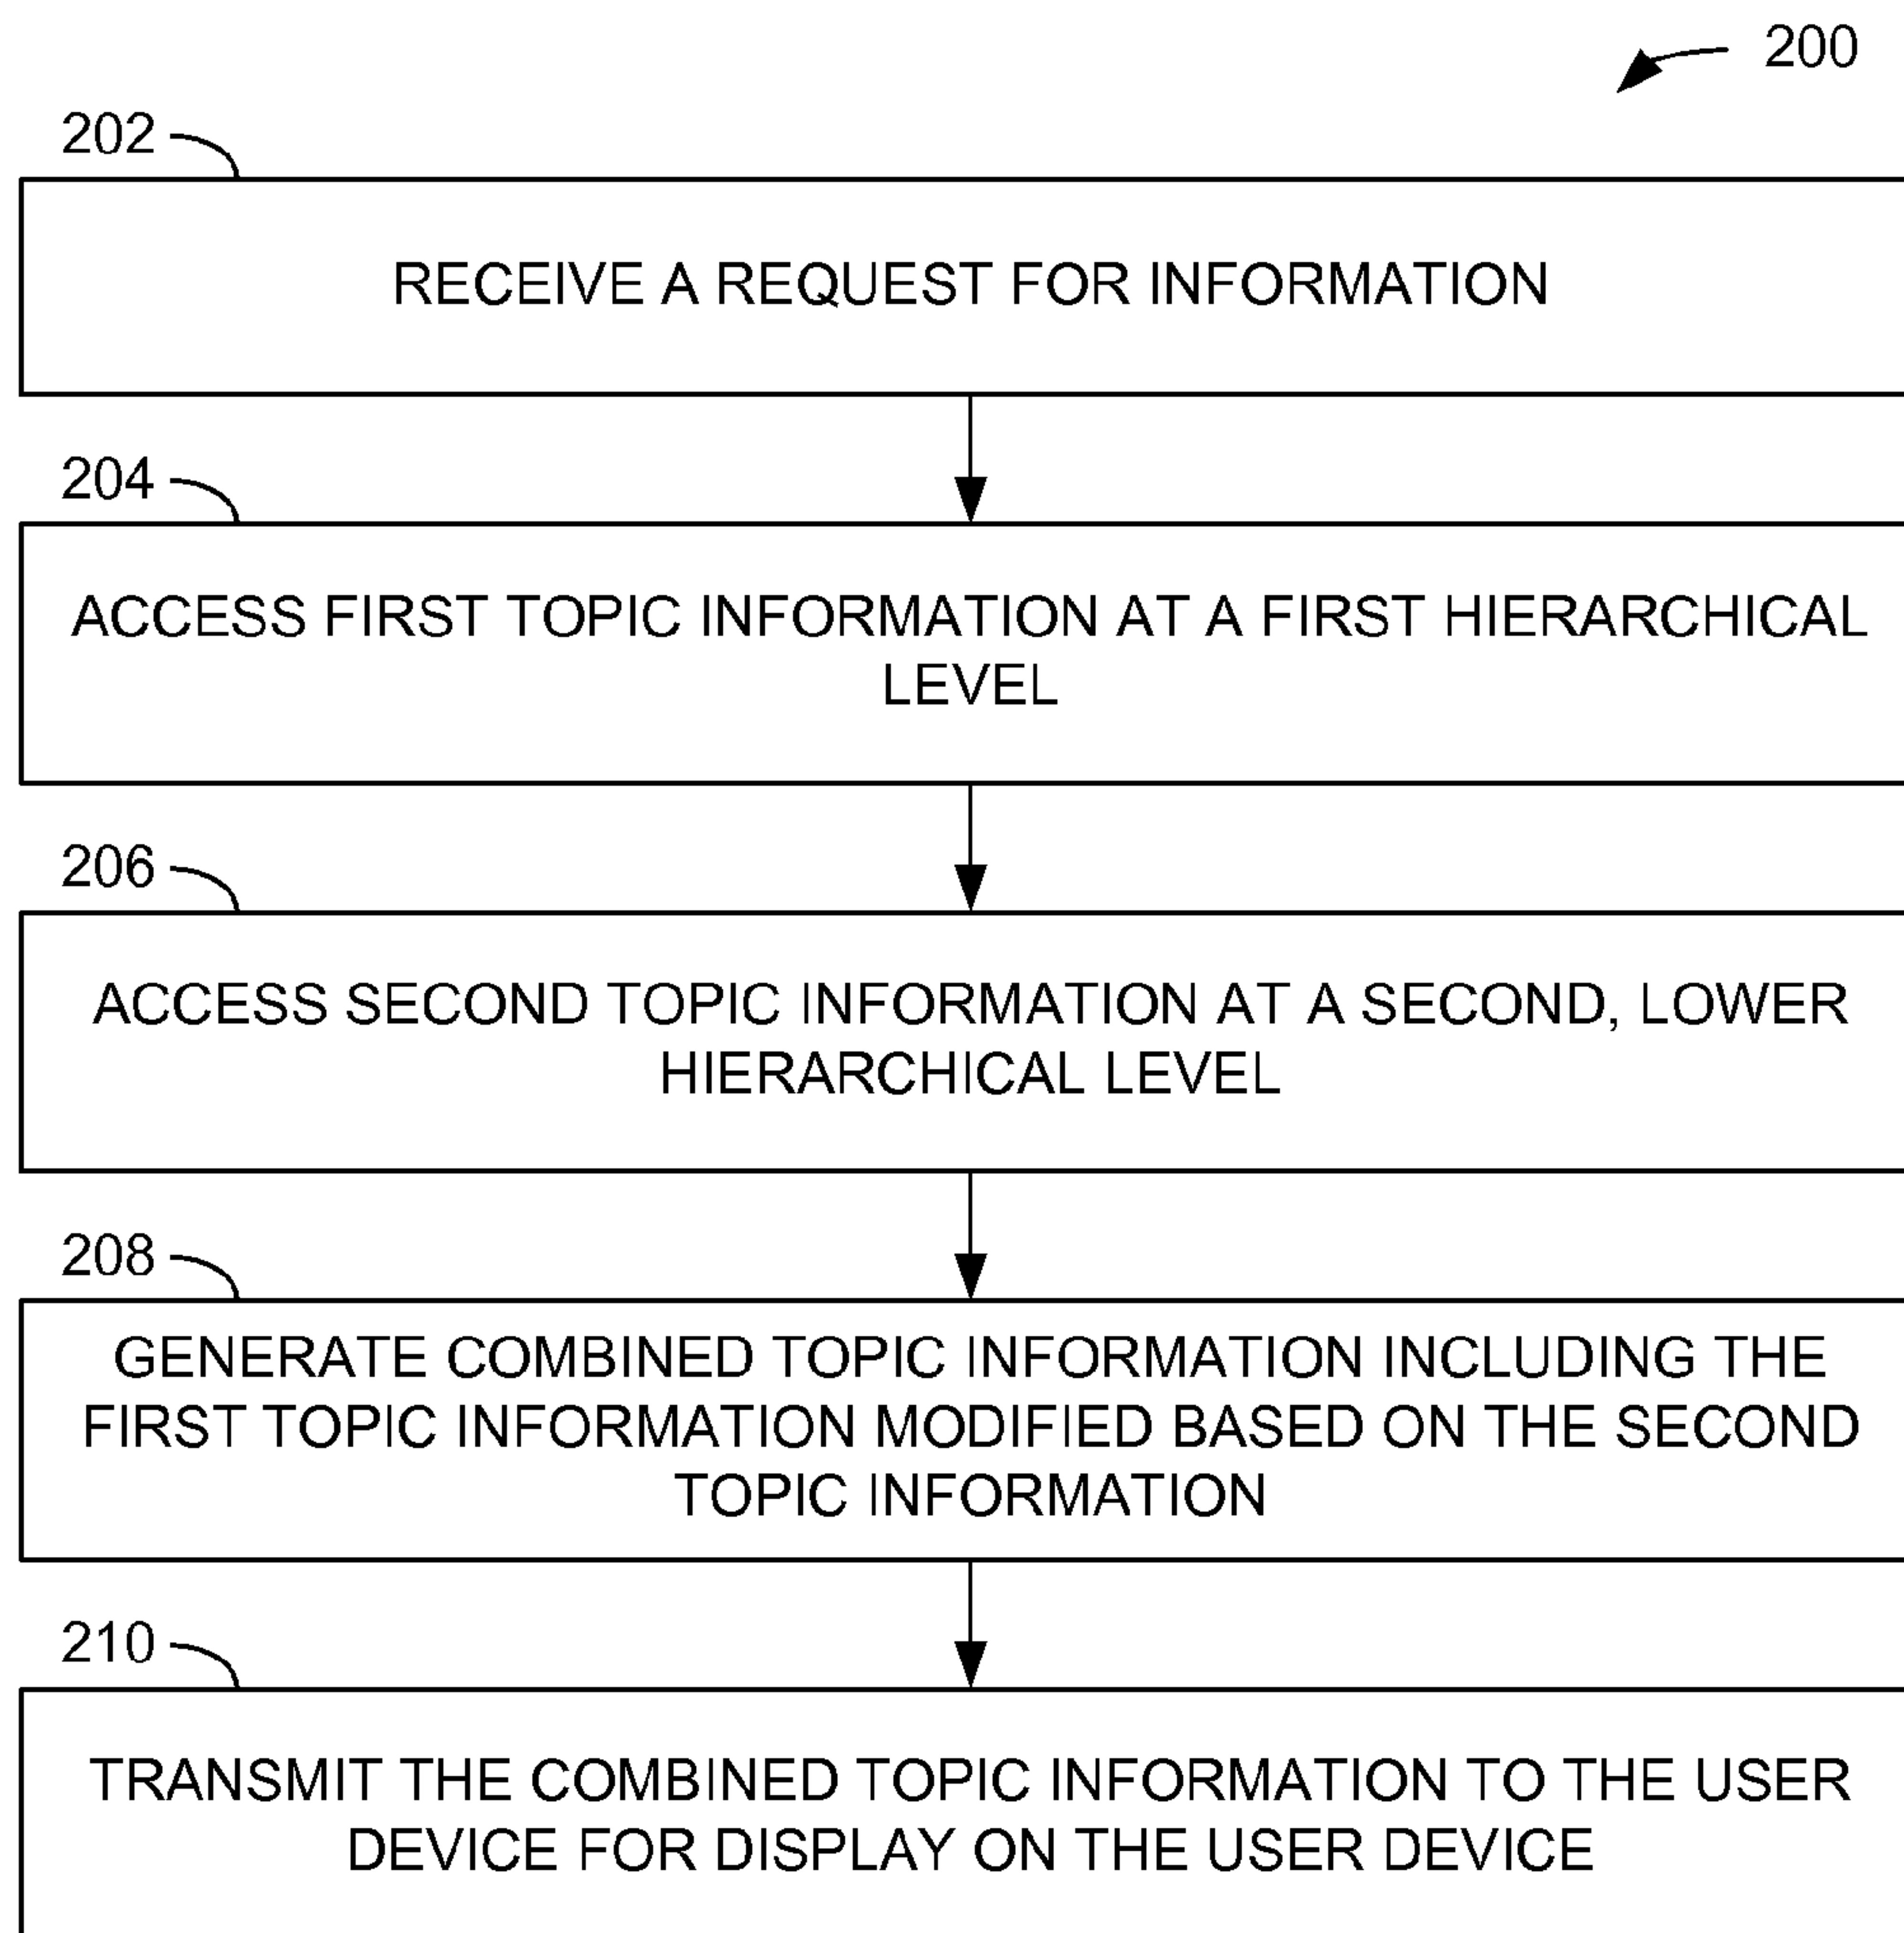 200
202
RECEIVE A REQUEST FOR INFORMATION
204
ACCESS FIRST TOPIC INFORMATION AT A FIRST HIERARCHICAL
LEVEL
206
ACCESS SECOND TOPIC INFORMATION AT A SECOND, LOWER
HIERARCHICAL LEVEL
208
GENERATE COMBINED TOPIC INFORMATION INCLUDING THE
FIRST TOPIC INFORMATION MODIFIED BASED ON THE SECOND
TOPIC INFORMATION
210
TRANSMIT THE COMBINED TOPIC INFORMATION TO THE USER
DEVICE FOR DISPLAY ON THE USER DEVICE